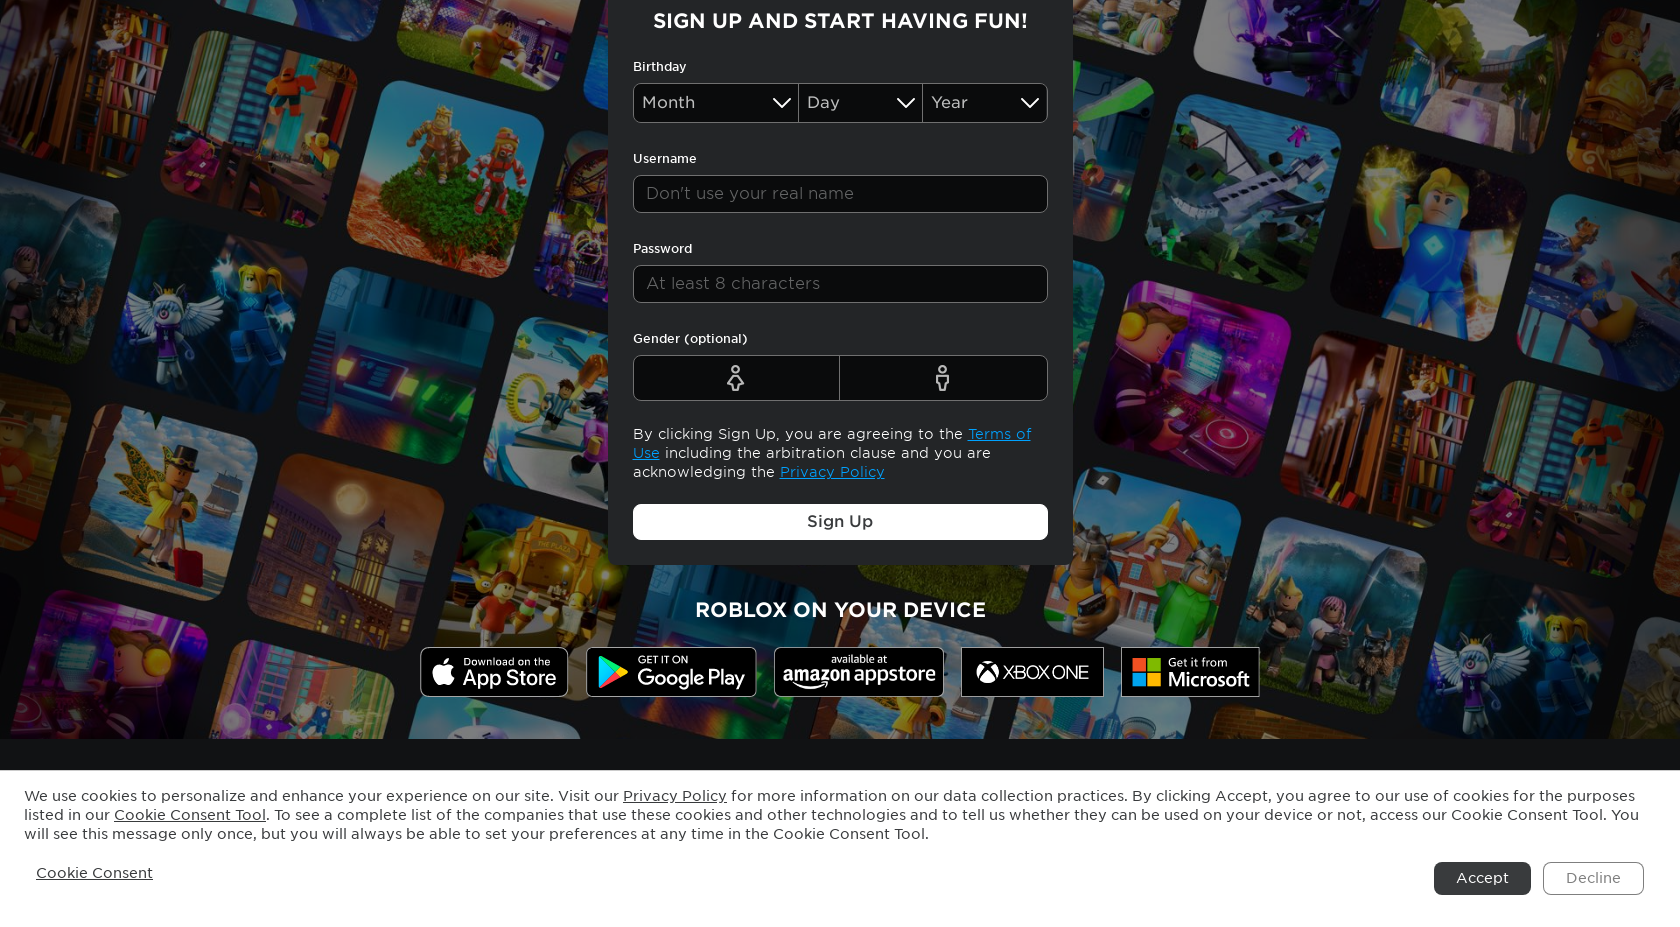 SIGN UP AND START HAVING FUN!
Birthday
Month Day Year
Username
Don't use your real name
Password
At least 8 characters
Gender (optional)
By clicking Sign Up, you are agreeing to the Terms of
Use including the arbitration clause and you are
acknowledging the Privacy Policy
Sign Up
ROBLOX ON YOUR DEVICE
Download on the
App Store
GET IT ON
Google Play
available at
amazon appstore
XBOX ONE
Get it from
Microsoft
We use cookies to personalize and enhance your experience on our site. Visit our Privacy Policy for more information on our data collection practices. By clicking Accept, you agree to our use of cookies for the purposes
listed in our Cookie Consent Tool. To see a complete list of the companies that use these cookies and other technologies and to tell us whether they can be used on your device or not, access our Cookie Consent Tool. You
will see this message only once, but you will always be able to set your preferences at any time in the Cookie Consent Tool.
Cookie Consent
Accept
Decline